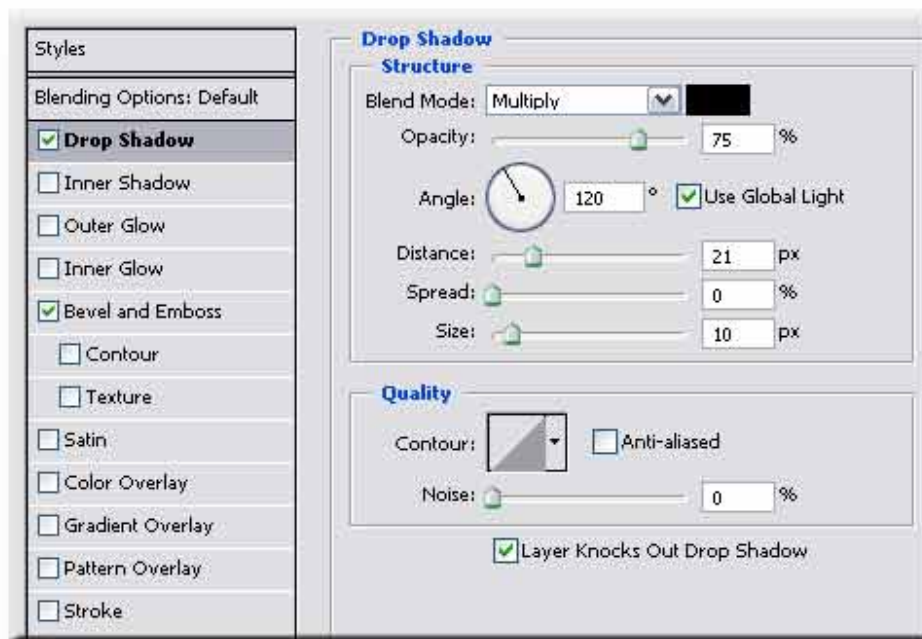 Styles
Blending Options: Default
Drop Shadow
Inner Shadow
Outer Glow
Inner Glow
Bevel and Emboss
Contour
Texture
Satin
Color Overlay
Gradient Overlay
Pattern Overlay
Stroke
Drop Shadow
Structure
Blend Mode: Multiply
Opacity: 75 %
Angle: 120 ° Use Global Light
Distance: 21 px
Spread: 0 %
Size: 10 px
Quality
Contour: Anti-aliased
Noise: 0 %
Layer Knocks Out Drop Shadow